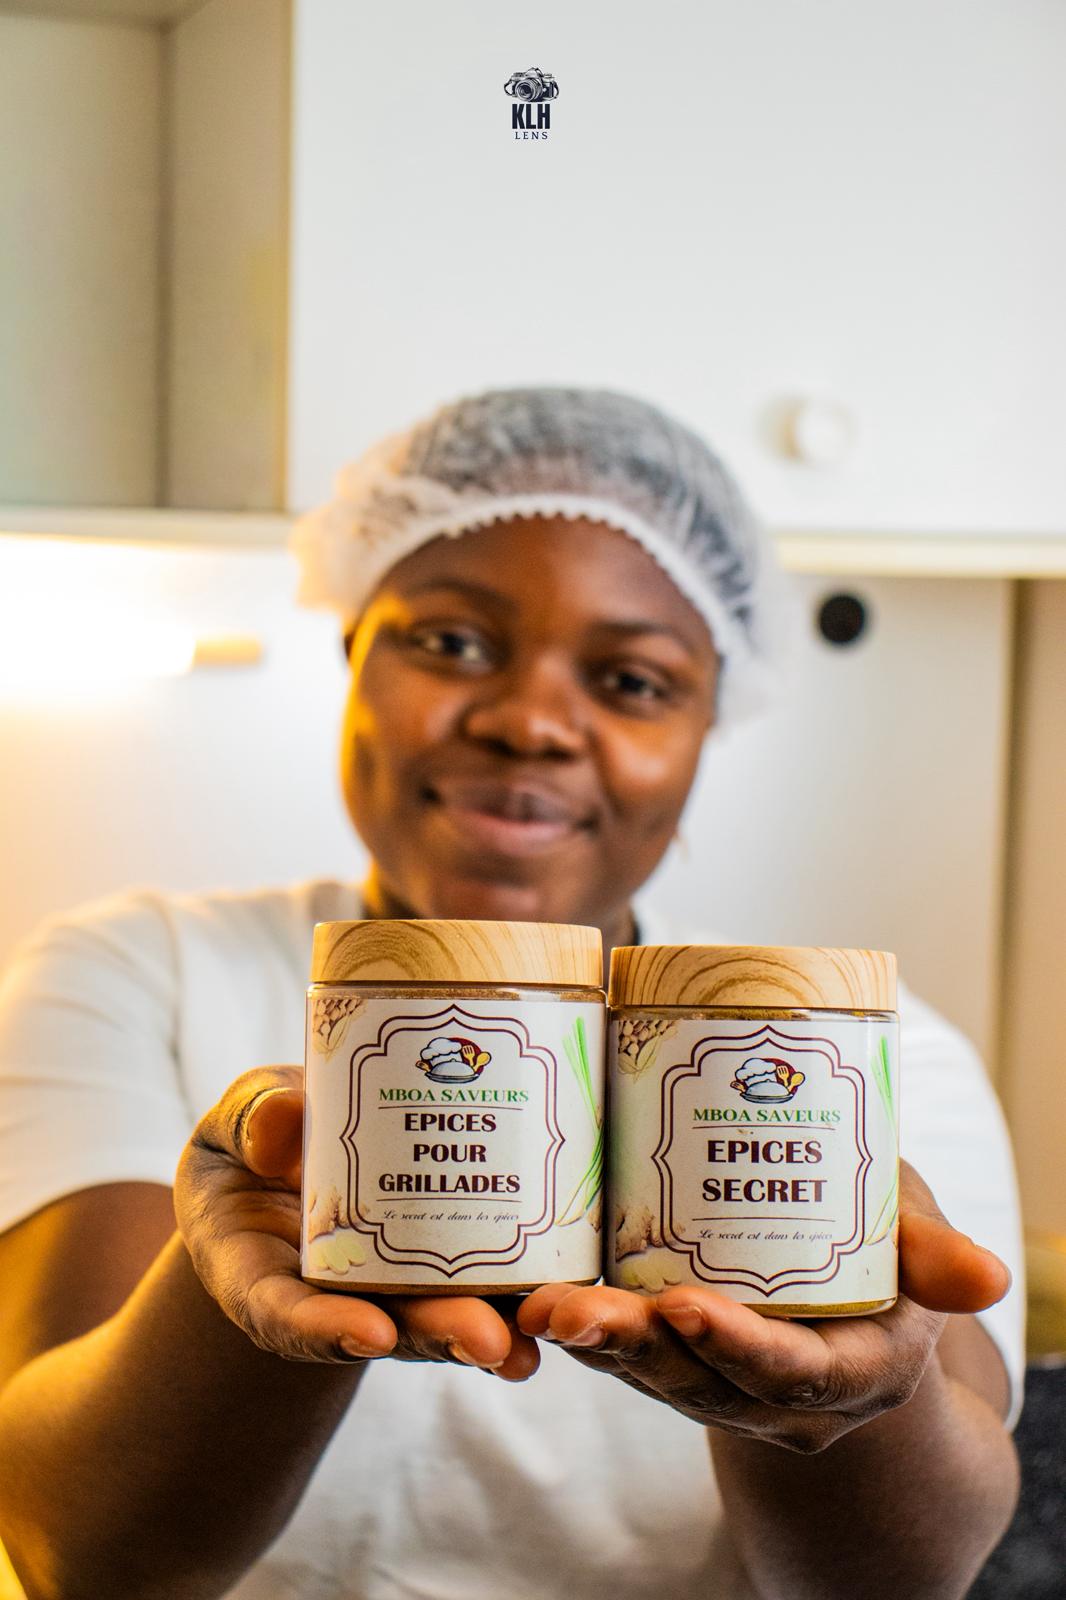 KLH
LENS
MBOA SAVEURS
EPICES
POUR
GRILLADES
Le secret est dans les épices
MBOA SAVEURS
EPICES
SECRET
Le secret est dans les épices